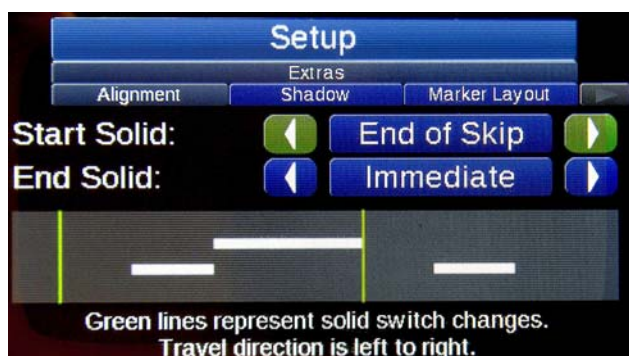 Setup
Extras
Alignment Shadow Marker Layout
Start Solid: End of Skip
End Solid: Immediate
Green lines represent solid switch changes.
Travel direction is left to right.